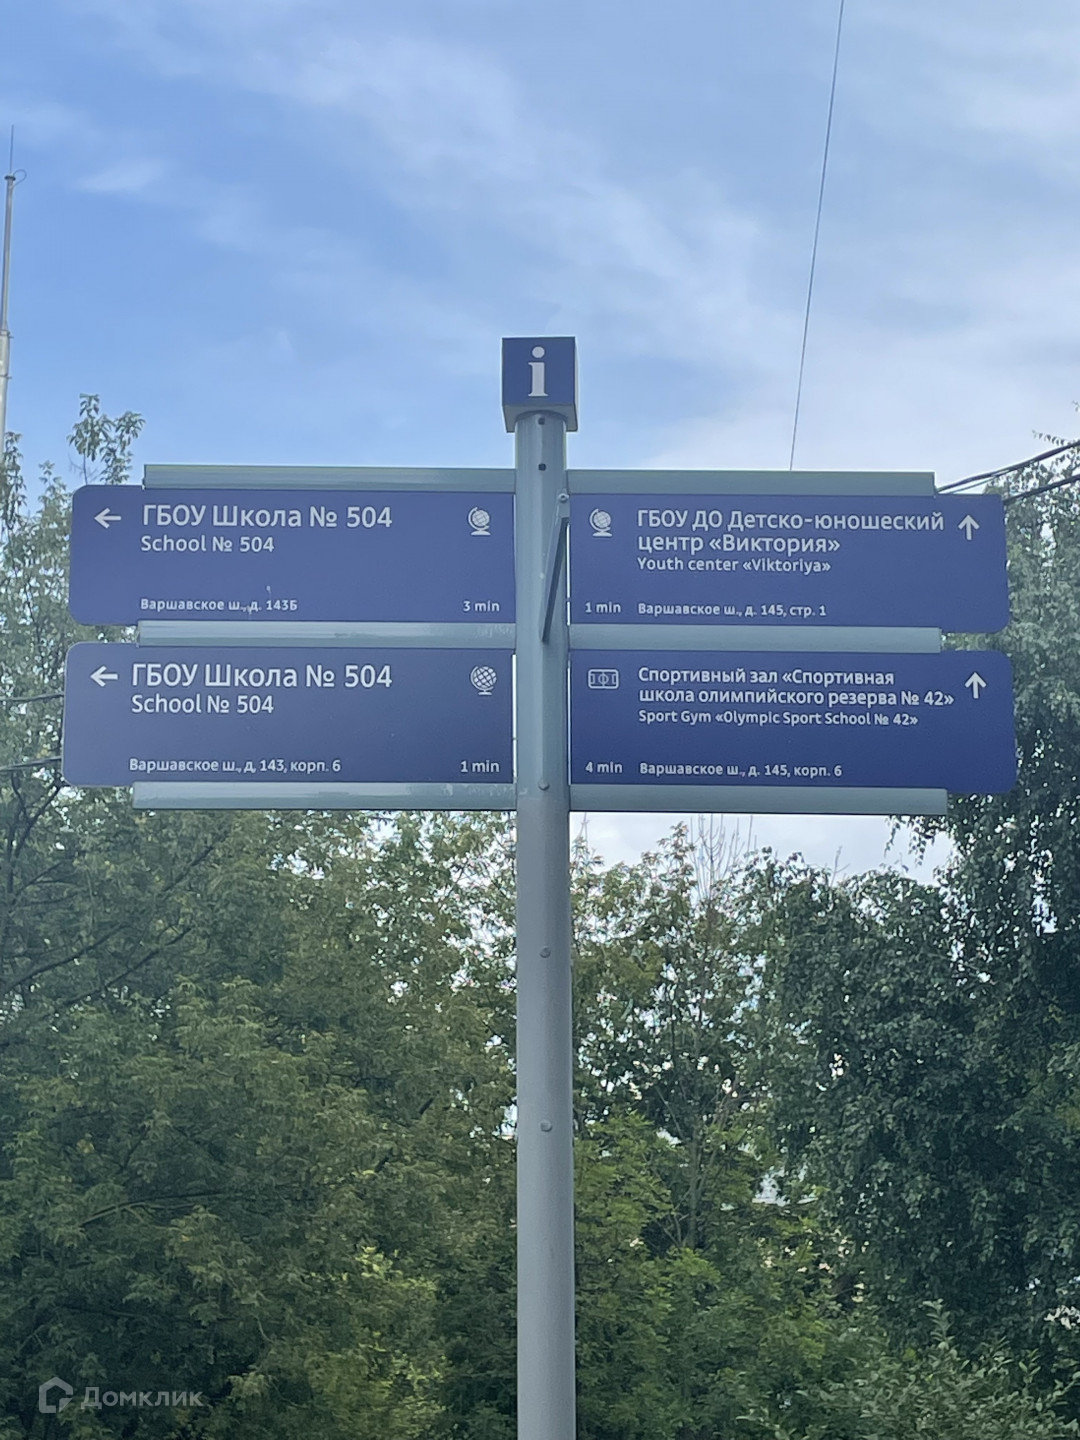 i
ГБОУ Школа № 504
School № 504
Варшавское ш., д. 143Б
3 min
ГБОУ ДО Детско-юношеский
центр «Виктория»
Youth center «Viktoriya»
1 min
Варшавское ш., д. 145, стр. 1
ГБОУ Школа № 504
School № 504
Варшавское ш., д, 143, корп. 6
1 min
Спортивный зал «Спортивная
школа олимпийского резерва № 42»
Sport Gym «Olympic Sport School № 42»
4 min
Варшавское ш., д. 145, корп. 6
Домклик